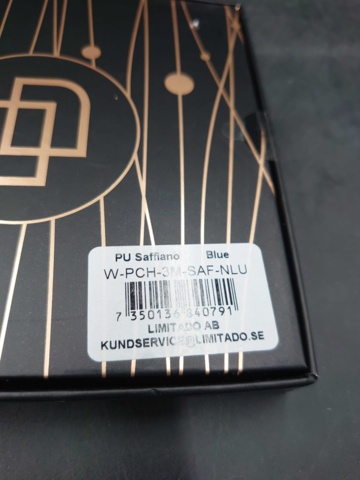 PU Saffiano Blue
W-PCH-3M-SAF-NLU
7 350136 840791
LIMITADO AB
KUNDSERVICE@LIMITADO.SE